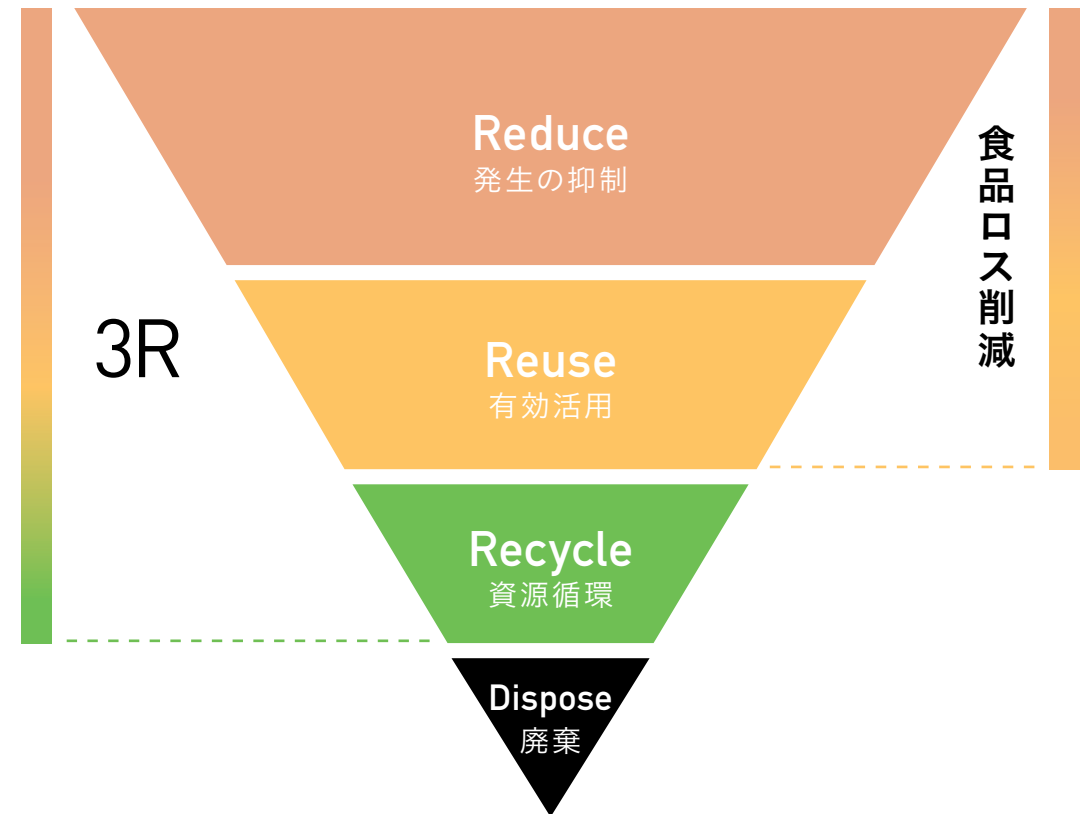 Reduce
発生の抑制
食品ロス削減
3R
Reuse
有効活用
Recycle
資源循環
Dispose
廃棄